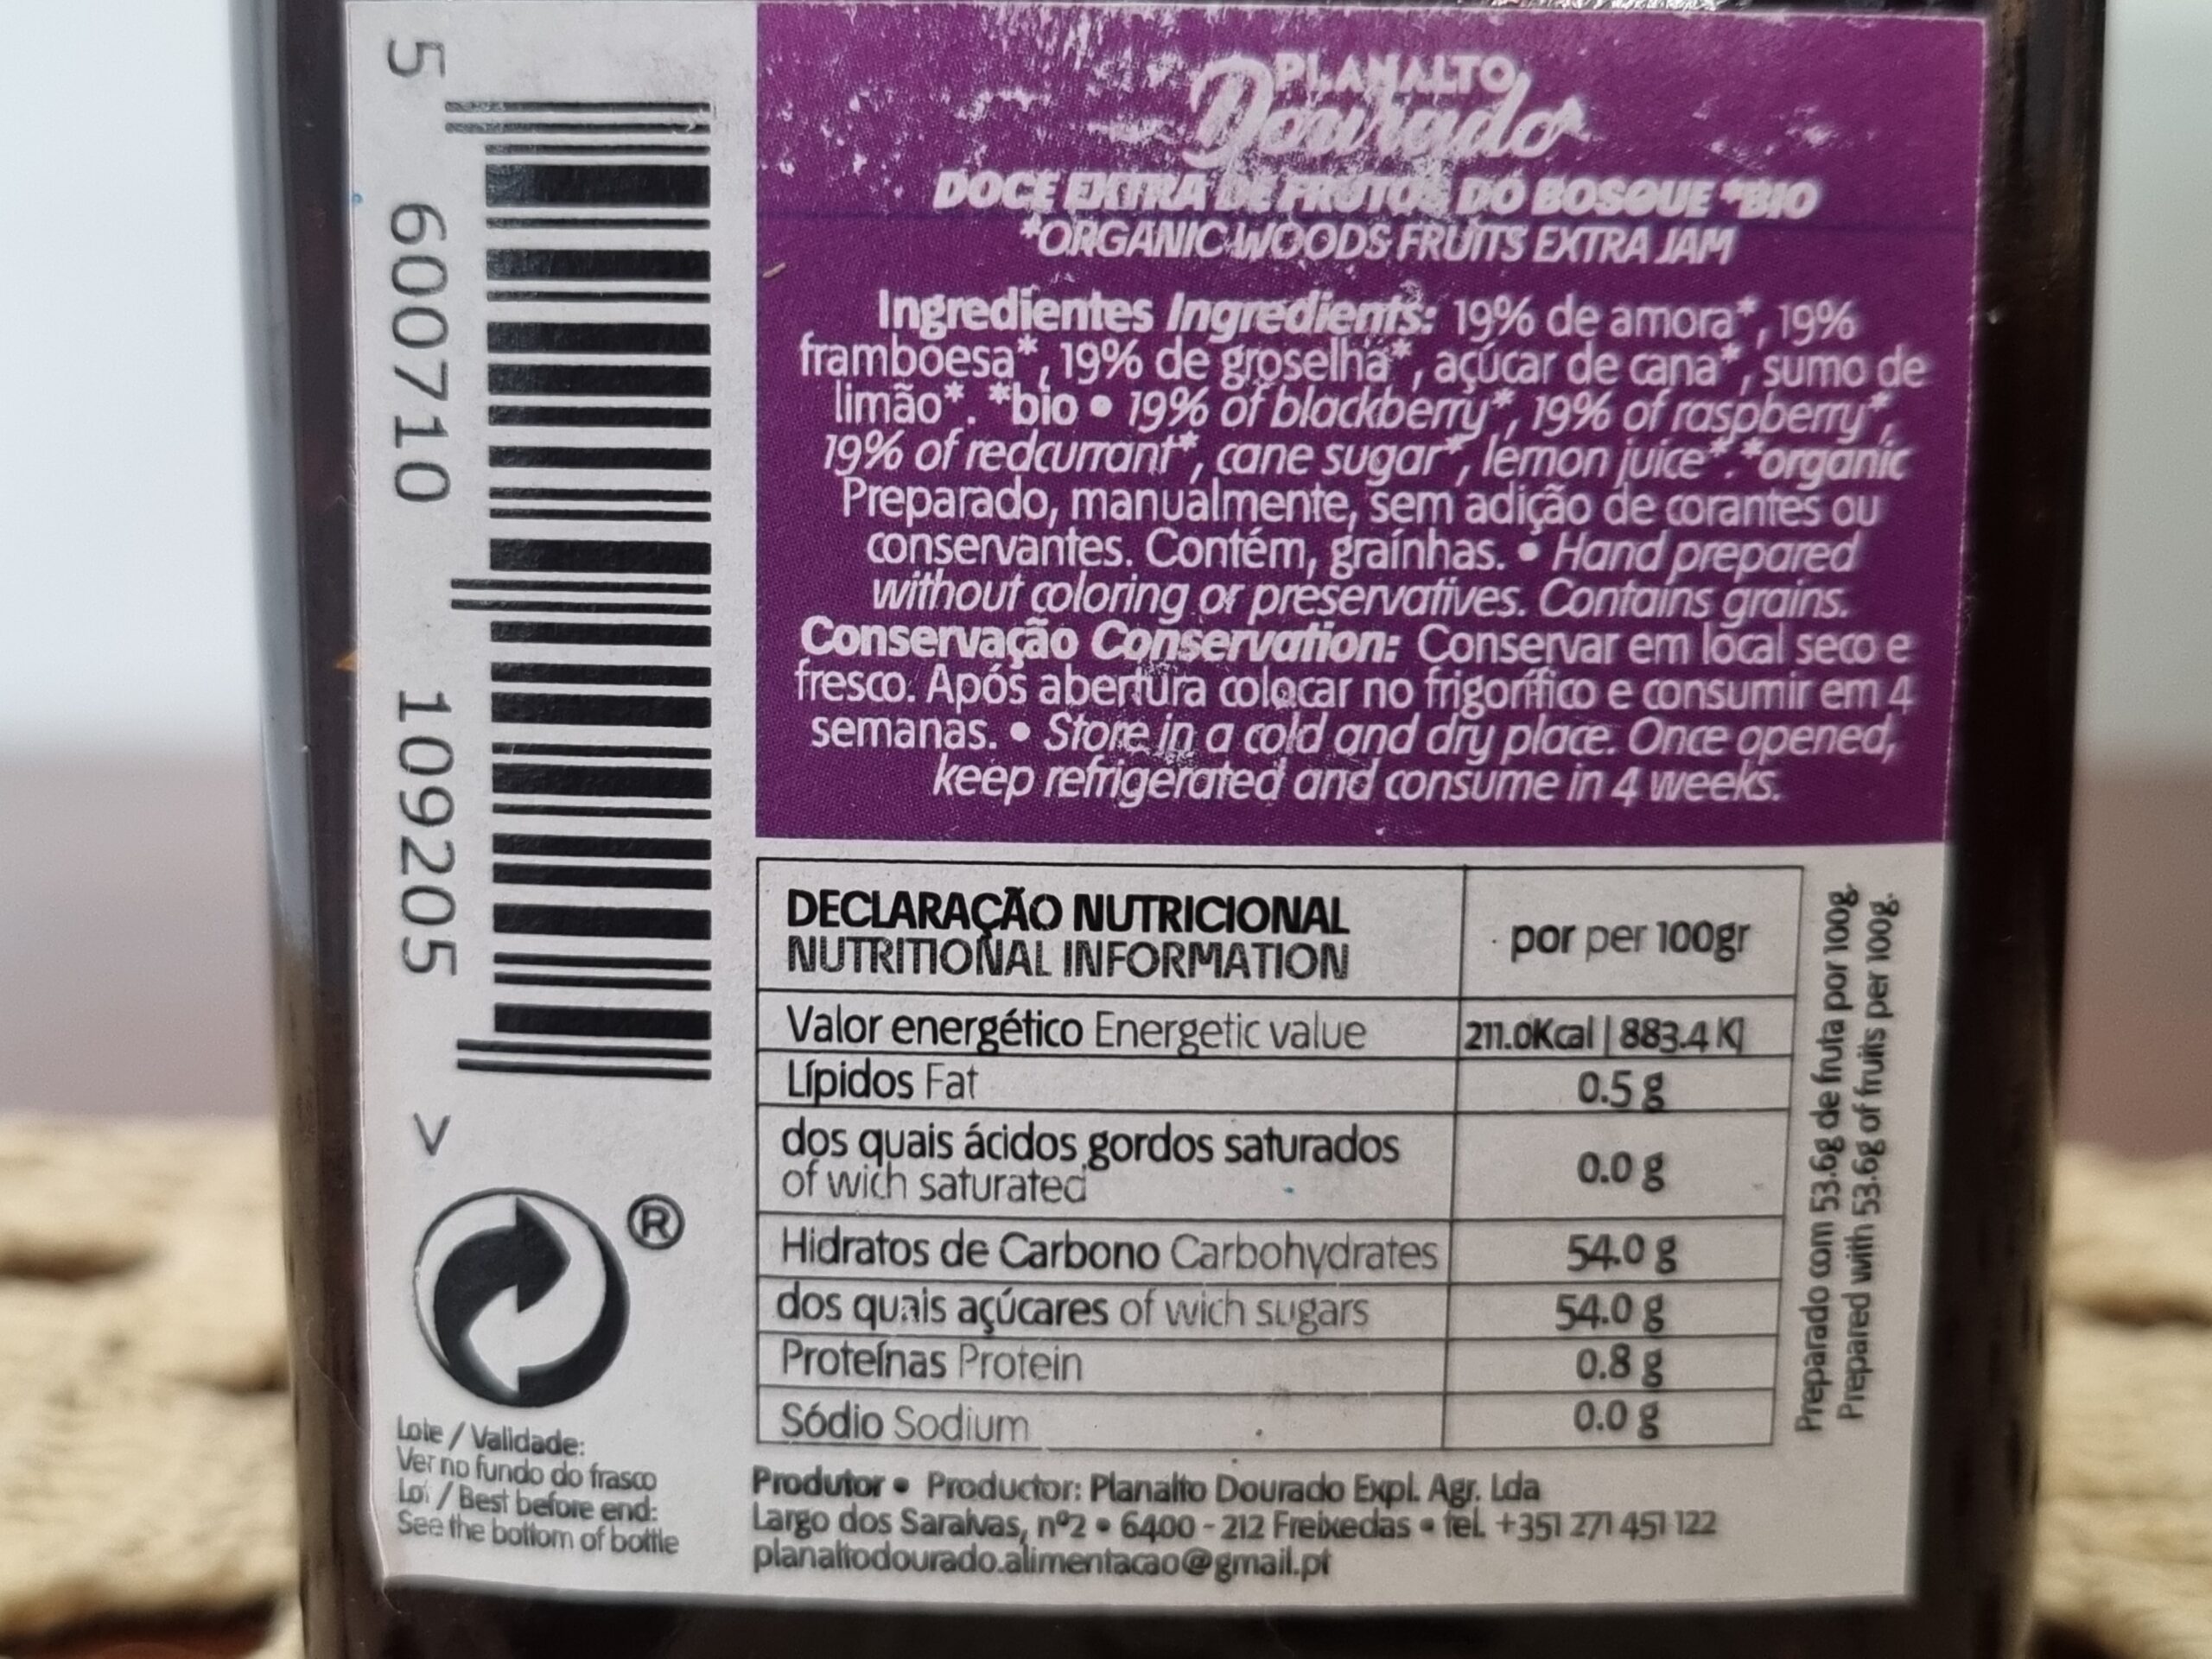 PLANALTO
Dourado
DOCE EXTRA DE FRUTOS DO BOSQUE *BIO
*ORGANIC WOODS FRUITS EXTRA JAM
Ingredientes Ingredients: 19% de amora*, 19%
framboesa*, 19% de groselha*, açúcar de cana*, sumo de
limão*. *bio • 19% of blackberry*, 19% of raspberry*,
19% of redcurrant*, cane sugar*, lemon juice*. *organic
Preparado, manualmente, sem adição de corantes ou
conservantes. Contém, graínhas. • Hand prepared
without coloring or preservatives. Contains grains.
Conservação Conservation: Conservar em local seco e
fresco. Após abertura colocar no frigorífico e consumir em 4
semanas. • Store in a cold and dry place. Once opened,
keep refrigerated and consume in 4 weeks.
DECLARAÇÃO NUTRICIONAL
NUTRITIONAL INFORMATION
por per 100gr
Valor energético Energetic value 211.0Kcal | 883.4 KJ
Lípidos Fat 0.5 g
dos quais ácidos gordos saturados
of wich saturated 0.0 g
Hidratos de Carbono Carbohydrates 54.0 g
dos quais açúcares of wich sugars 54.0 g
Proteínas Protein 0.8 g
Sódio Sodium 0.0 g
Preparado com 53.6g de fruta por 100g.
Prepared with 53.6g of fruits per 100g.
Produtor • Productor: Planalto Dourado Expl. Agr. Lda
Largo dos Saraivas, nº2 • 6400 - 212 Freixedas • tel. +351 271 451 122
planaltodourado.alimentacao@gmail.pt
5 600710 109205 >
®
Lote / Validade:
Ver no fundo do frasco
Lot / Best before end:
See the bottom of bottle